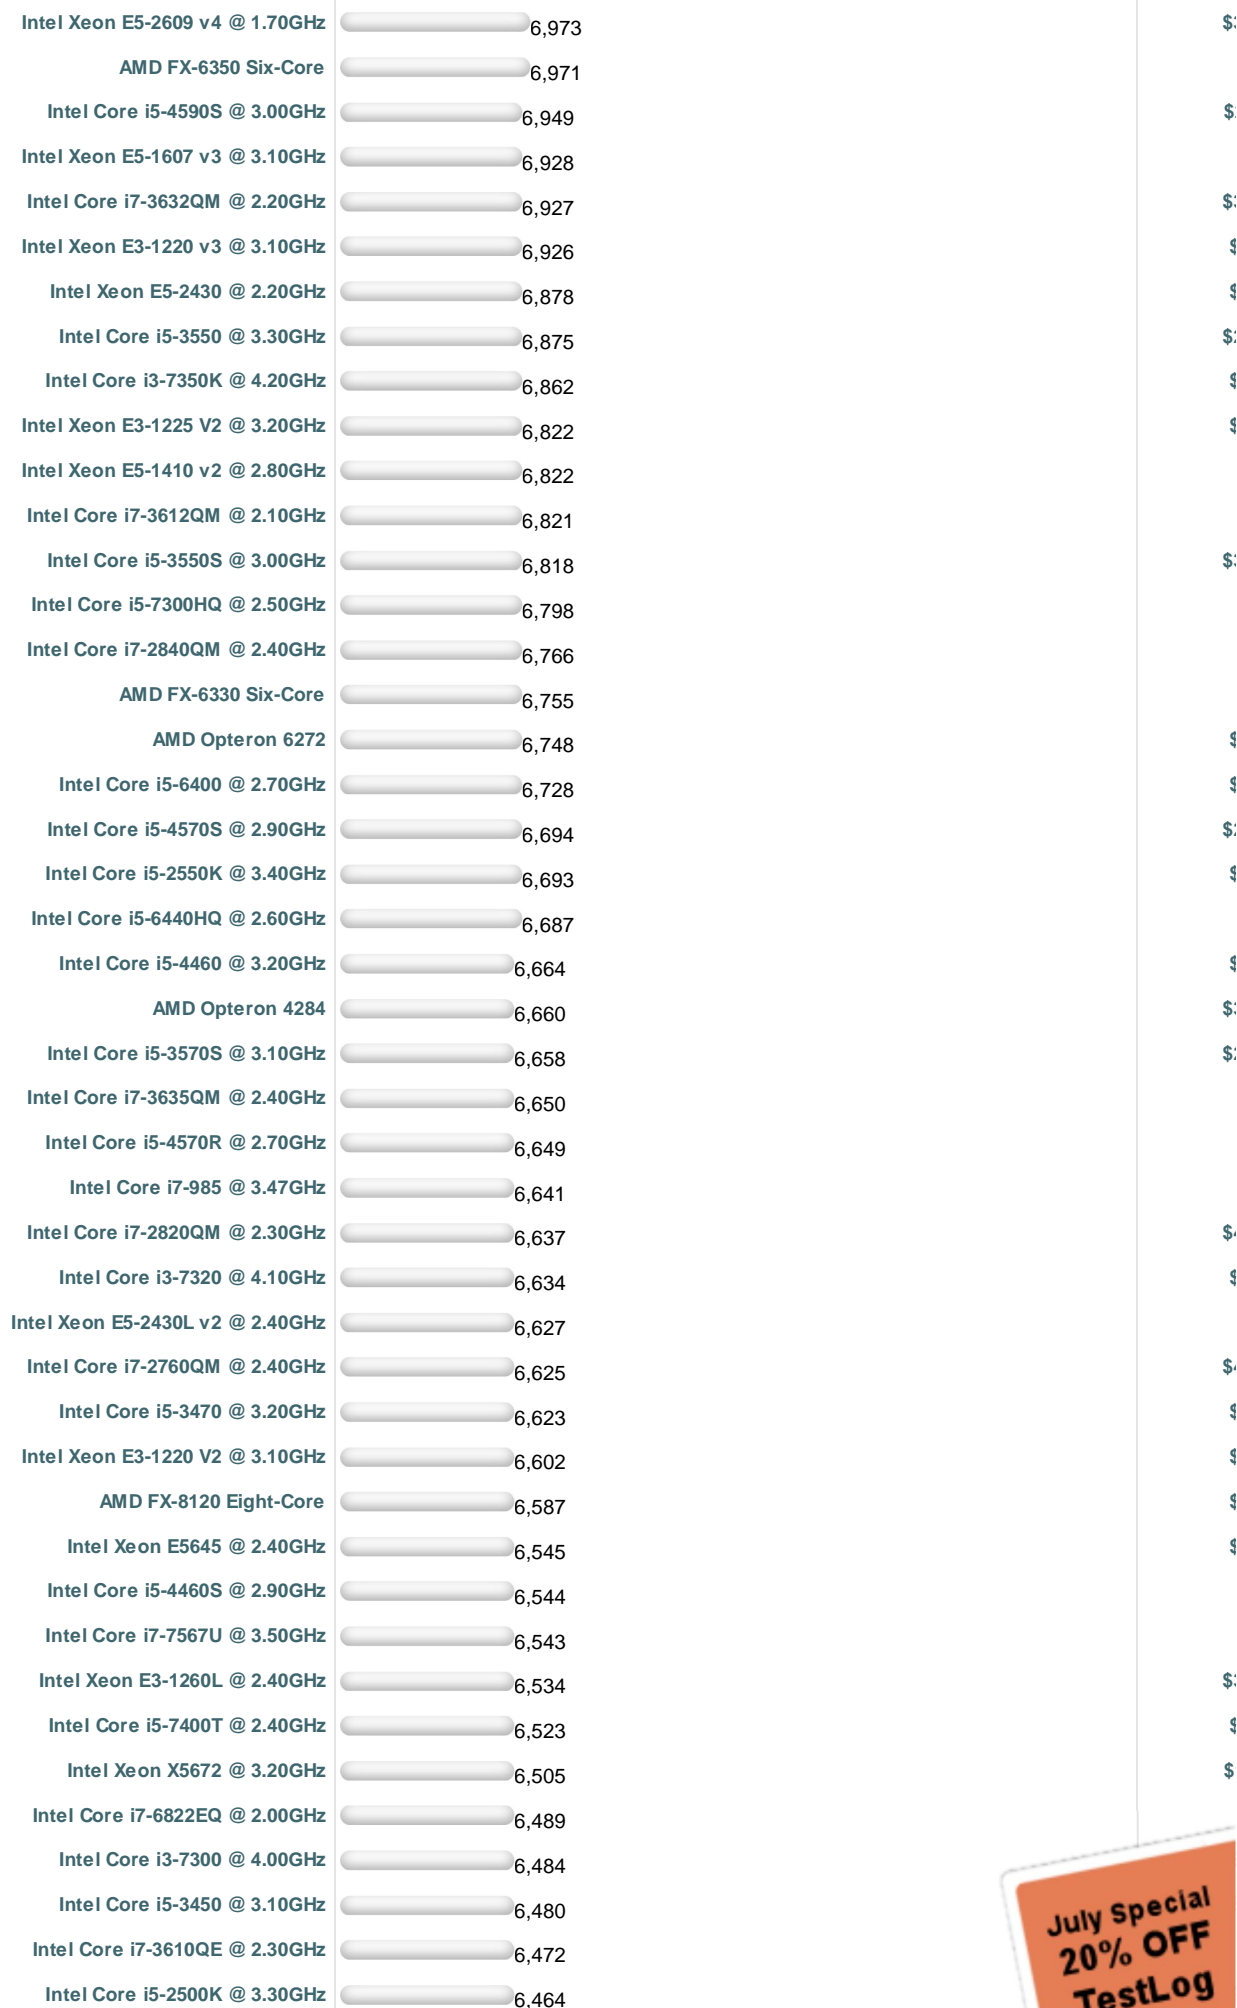 Intel Xeon E5-2609 v4 @ 1.70GHz 6,973 $3
AMD FX-6350 Six-Core 6,971
Intel Core i5-4590S @ 3.00GHz 6,949 $
Intel Xeon E5-1607 v3 @ 3.10GHz 6,928
Intel Core i7-3632QM @ 2.20GHz 6,927 $3
Intel Xeon E3-1220 v3 @ 3.10GHz 6,926 $
Intel Xeon E5-2430 @ 2.20GHz 6,878 $
Intel Core i5-3550 @ 3.30GHz 6,875 $2
Intel Core i3-7350K @ 4.20GHz 6,862 $
Intel Xeon E3-1225 V2 @ 3.20GHz 6,822 $
Intel Xeon E5-1410 v2 @ 2.80GHz 6,822
Intel Core i7-3612QM @ 2.10GHz 6,821
Intel Core i5-3550S @ 3.00GHz 6,818 $3
Intel Core i5-7300HQ @ 2.50GHz 6,798
Intel Core i7-2840QM @ 2.40GHz 6,766
AMD FX-6330 Six-Core 6,755
AMD Opteron 6272 6,748 $
Intel Core i5-6400 @ 2.70GHz 6,728 $
Intel Core i5-4570S @ 2.90GHz 6,694 $2
Intel Core i5-2550K @ 3.40GHz 6,693 $
Intel Core i5-6440HQ @ 2.60GHz 6,687
Intel Core i5-4460 @ 3.20GHz 6,664 $
AMD Opteron 4284 6,660 $3
Intel Core i5-3570S @ 3.10GHz 6,658 $2
Intel Core i7-3635QM @ 2.40GHz 6,650
Intel Core i5-4570R @ 2.70GHz 6,649
Intel Core i7-985 @ 3.47GHz 6,641
Intel Core i7-2820QM @ 2.30GHz 6,637 $4
Intel Core i3-7320 @ 4.10GHz 6,634 $
Intel Xeon E5-2430L v2 @ 2.40GHz 6,627
Intel Core i7-2760QM @ 2.40GHz 6,625 $4
Intel Core i5-3470 @ 3.20GHz 6,623 $
Intel Xeon E3-1220 V2 @ 3.10GHz 6,602 $
AMD FX-8120 Eight-Core 6,587 $
Intel Xeon E5645 @ 2.40GHz 6,545 $
Intel Core i5-4460S @ 2.90GHz 6,544
Intel Core i7-7567U @ 3.50GHz 6,543
Intel Xeon E3-1260L @ 2.40GHz 6,534 $3
Intel Core i5-7400T @ 2.40GHz 6,523 $
Intel Xeon X5672 @ 3.20GHz 6,505 $
Intel Core i7-6822EQ @ 2.00GHz 6,489
Intel Core i3-7300 @ 4.00GHz 6,484
Intel Core i5-3450 @ 3.10GHz 6,480
Intel Core i7-3610QE @ 2.30GHz 6,472
Intel Core i5-2500K @ 3.30GHz 6,464
July Special
20% OFF
TestLog